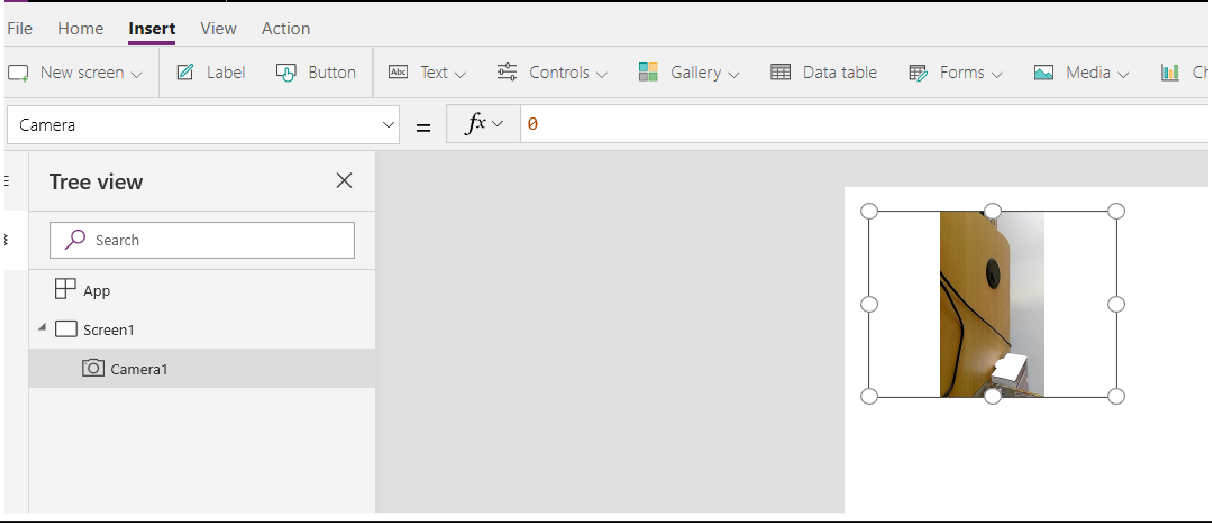 File Home Insert View Action
New screen Label Button Abc Text Controls Gallery Data table Forms Media
Camera = fx 0
Tree view
Search
App
Screen1
Camera1